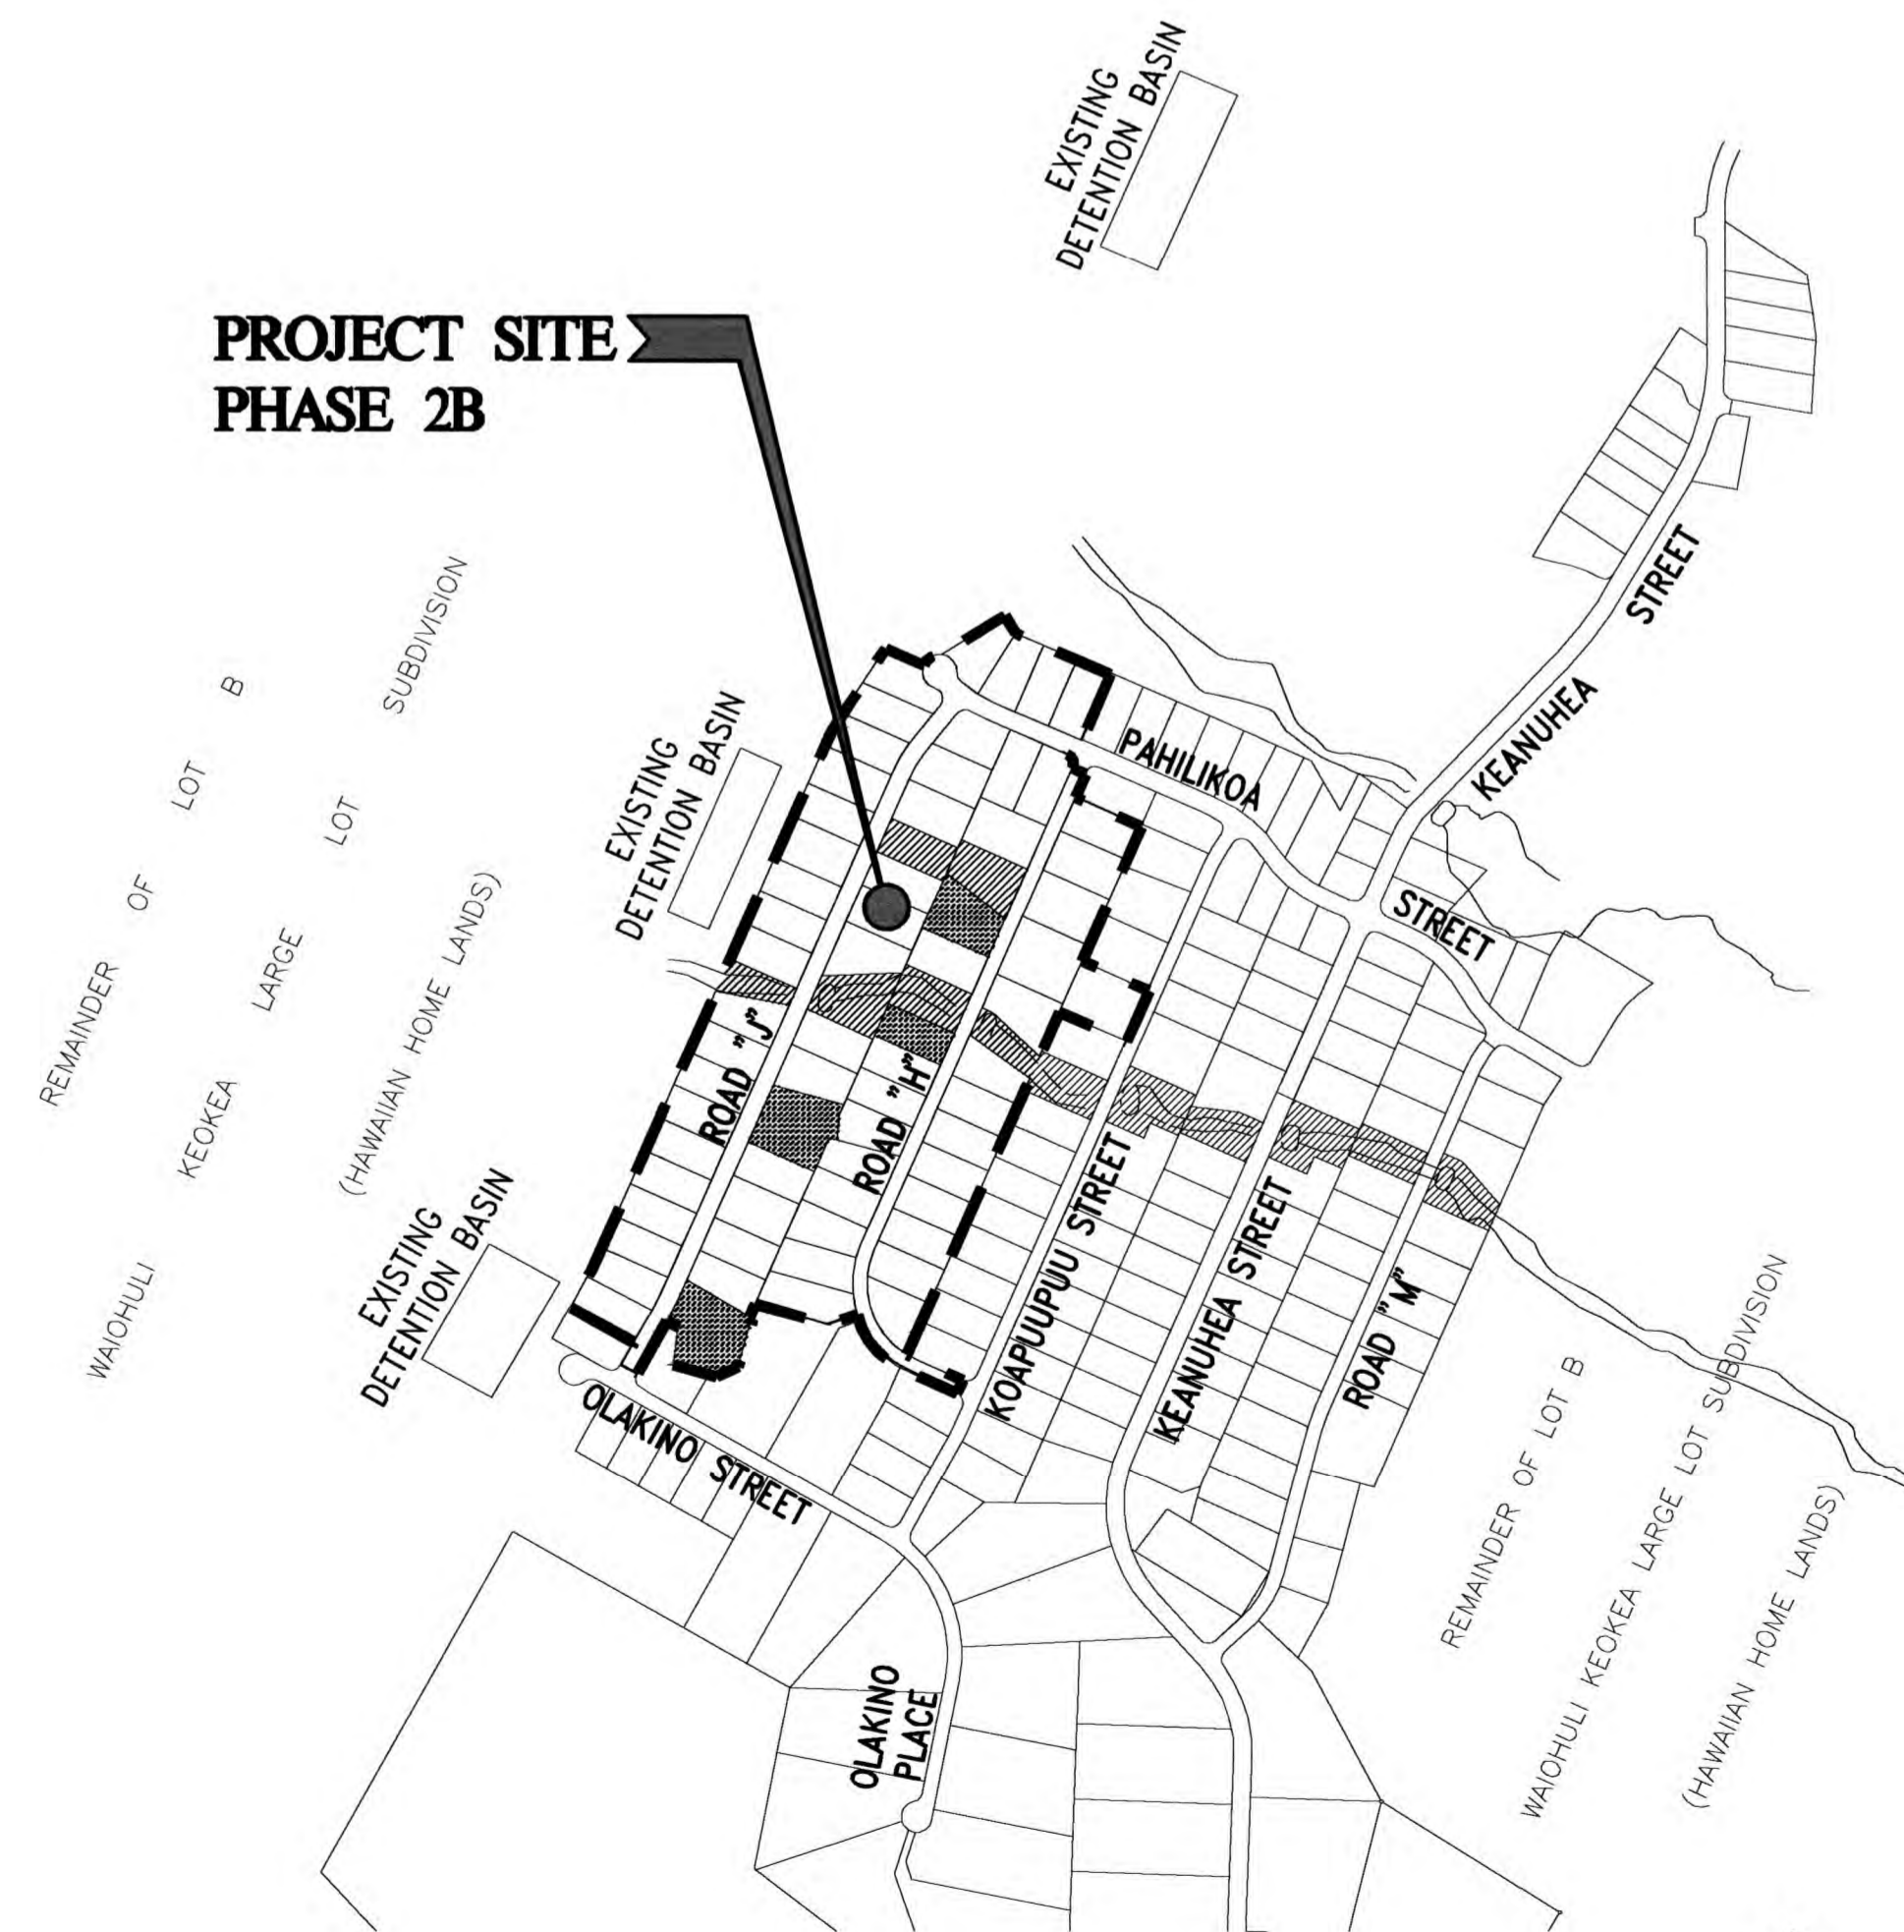 EXISTING
DETENTION BASIN
PROJECT SITE
PHASE 2B
KEANUHEA STREET
REMAINDER OF LOT B
WAIOHULI KEOKEA LARGE LOT SUBDIVISION
(HAWAIIAN HOME LANDS)
EXISTING
DETENTION BASIN
PAHILIKOA STREET
ROAD "J"
ROAD "H"
EXISTING
DETENTION BASIN
KOAPUUPUU STREET
KEANUHEA STREET
ROAD "M"
OLAKINO STREET
OLAKINO
PLACE
REMAINDER OF LOT B
WAIOHULI KEOKEA LARGE LOT SUBDIVISION
(HAWAIIAN HOME LANDS)